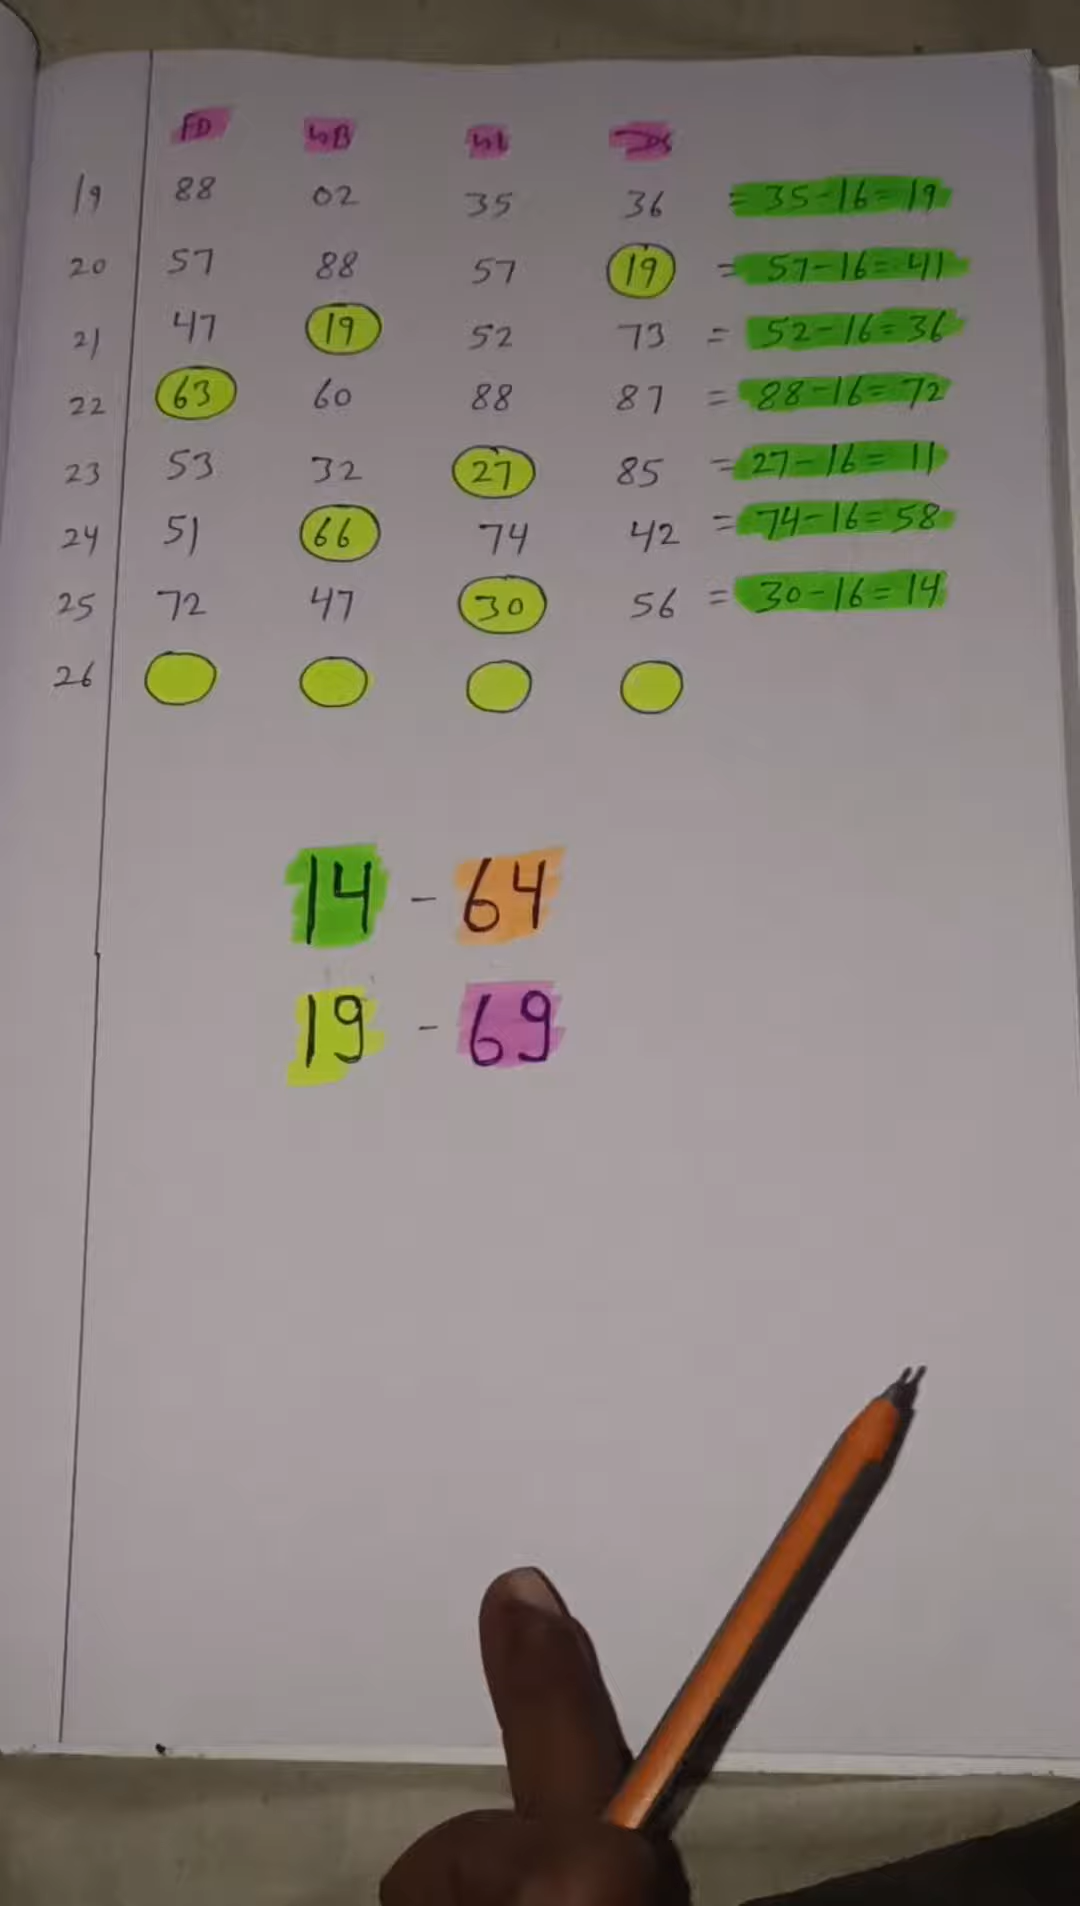 FD GB GL DS
19 88 02 35 36 = 35-16=19
20 57 88 57 19 = 57-16=41
21 47 19 52 73 = 52-16=36
22 63 60 88 87 = 88-16=72
23 53 32 27 85 = 27-16=11
24 51 66 74 42 = 74-16=58
25 72 47 30 56 = 30-16=14
26
14 - 64
19 - 69